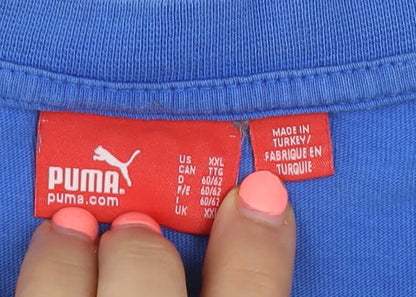 PUMA
puma.com
US XXL
CAN TTG
D 60/62
F/E 60/62
I 60/62
UK XXL
MADE IN
TURKEY/
FABRIQUE EN
TURQUIE